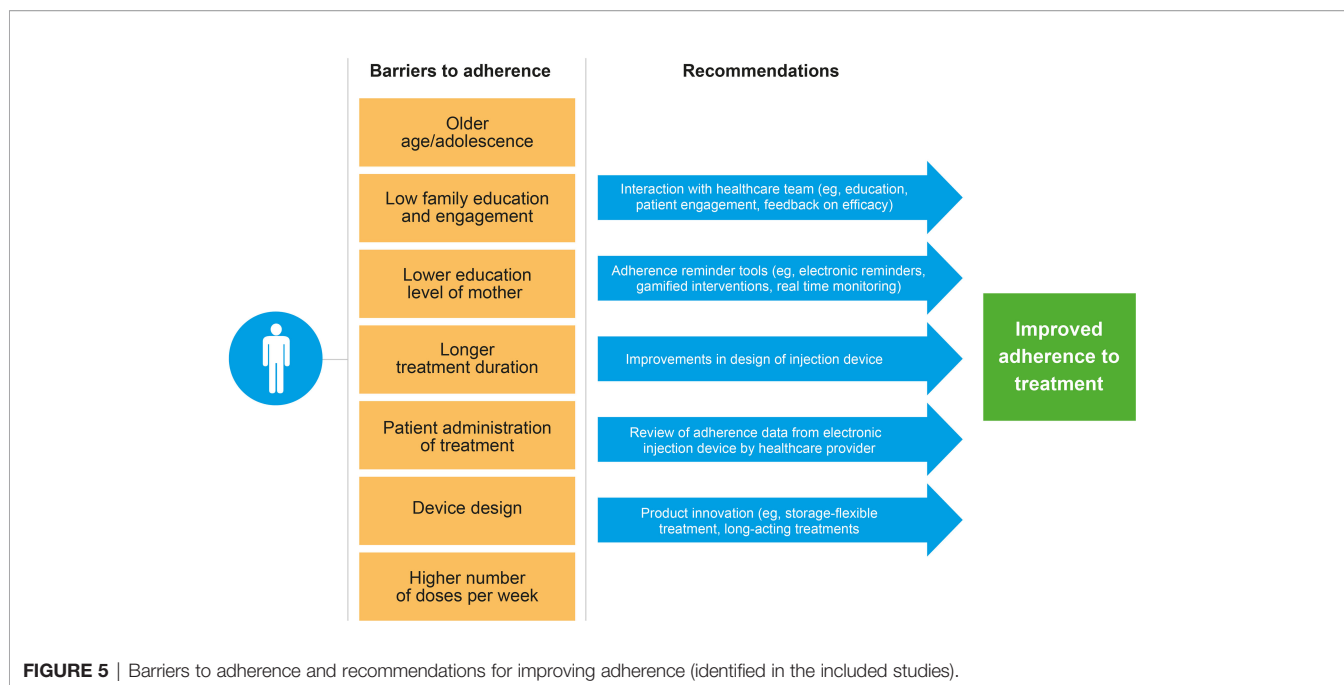 Barriers to adherence
Recommendations
Older
age/adolescence
Low family education
and engagement
Lower education
level of mother
Longer
treatment duration
Patient administration
of treatment
Device design
Higher number
of doses per week
Interaction with healthcare team (eg, education,
patient engagement, feedback on efficacy)
Adherence reminder tools (eg, electronic reminders,
gamified interventions, real time monitoring)
Improvements in design of injection device
Review of adherence data from electronic
injection device by healthcare provider
Product innovation (eg, storage-flexible
treatment, long-acting treatments
Improved
adherence to
treatment
FIGURE 5 | Barriers to adherence and recommendations for improving adherence (identified in the included studies).